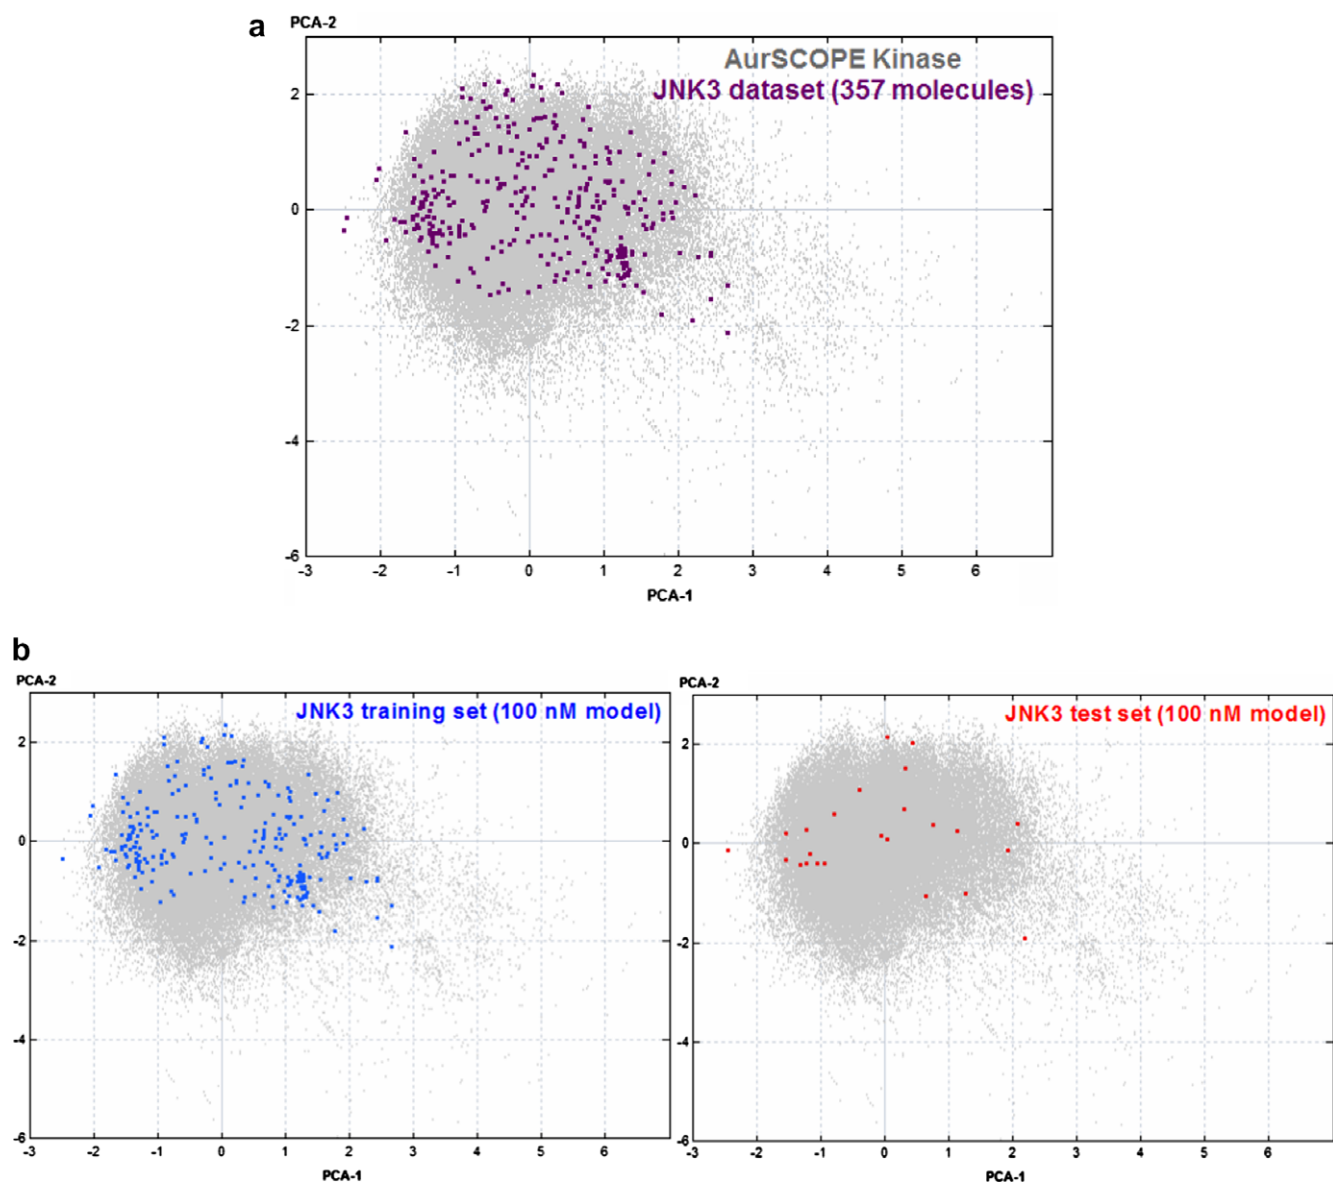 a
PCA-2
AurSCOPE Kinase
JNK3 dataset (357 molecules)
2
0
-2
-4
-6
-3 -2 -1 0 1 2 3 4 5 6
PCA-1
b
PCA-2
JNK3 training set (100 nM model)
2
0
-2
-4
-6
-3 -2 -1 0 1 2 3 4 5 6
PCA-1
PCA-2
JNK3 test set (100 nM model)
2
0
-2
-4
-6
-3 -2 -1 0 1 2 3 4 5 6
PCA-1